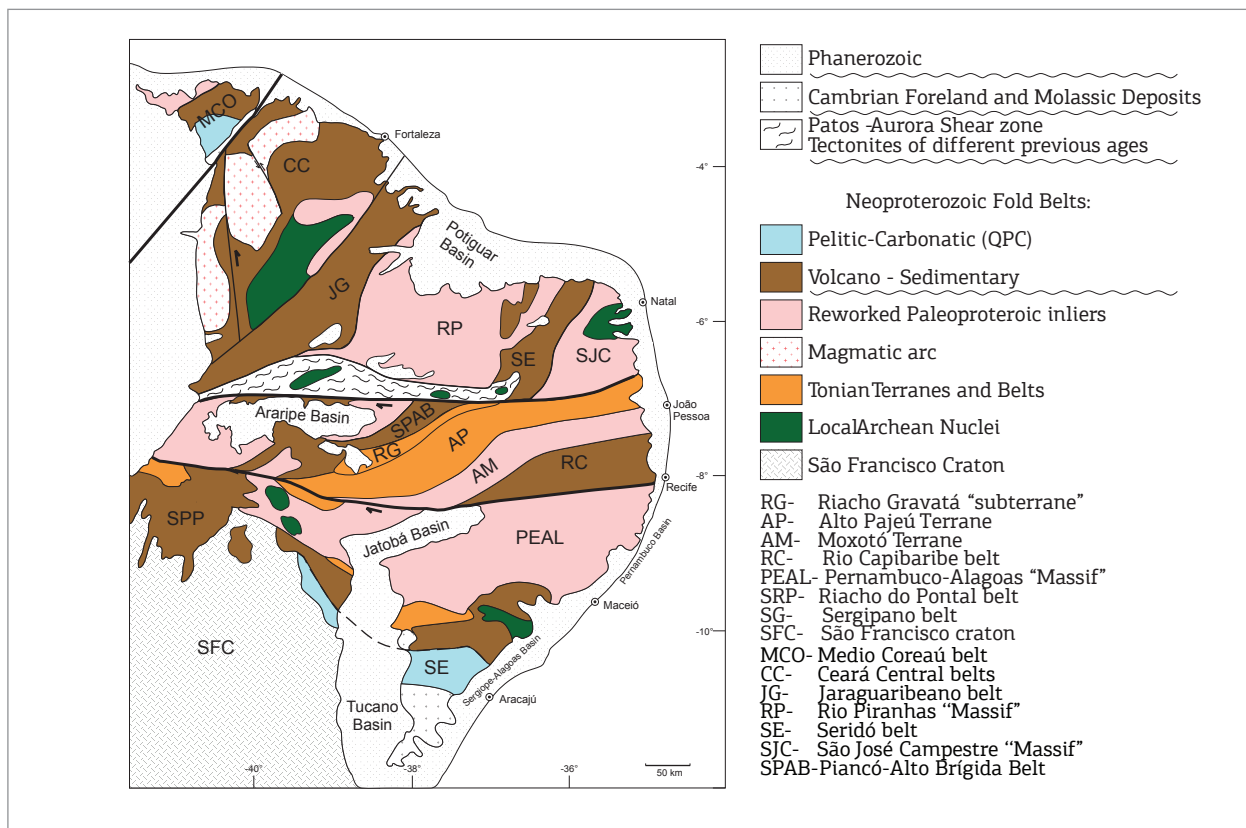 MCO
CC
Fortaleza
-4°
Potiguar
Basin
JG
Natal
-6°
RP
SE
SJC
João
Pessoa
Araripe Basin
SPAB
RG
AP
AM
RC
-8°
Recife
SPP
Jatobá Basin
PEAL
Pernambuco Basin
Maceió
-10°
SFC
SE
Sergiope-Alagoas Basin
Aracajú
Tucano
Basin
-40°
-38°
-36°
50 km
Phanerozoic
Cambrian Foreland and Molassic Deposits
Patos -Aurora Shear zone
Tectonites of different previous ages
Neoproterozoic Fold Belts:
Pelitic-Carbonatic (QPC)
Volcano - Sedimentary
Reworked Paleoproteroic inliers
Magmatic arc
TonianTerranes and Belts
LocalArchean Nuclei
São Francisco Craton
RG- Riacho Gravatá “subterrane”
AP- Alto Pajeú Terrane
AM- Moxotó Terrane
RC- Rio Capibaribe belt
PEAL- Pernambuco-Alagoas “Massif”
SRP- Riacho do Pontal belt
SG- Sergipano belt
SFC- São Francisco craton
MCO- Medio Coreaú belt
CC- Ceará Central belts
JG- Jaraguaribeano belt
RP- Rio Piranhas “Massif”
SE- Seridó belt
SJC- São José Campestre “Massif”
SPAB-Piancó-Alto Brígida Belt